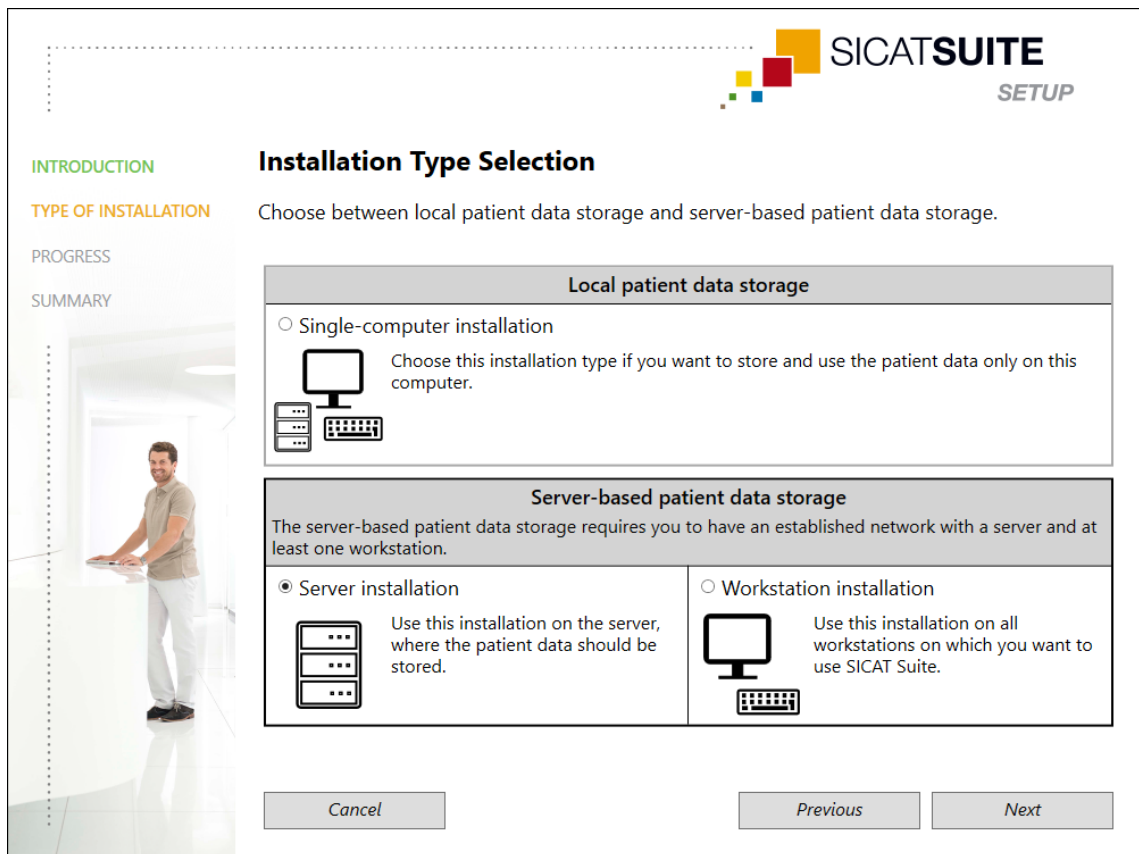 SICATSUITE
SETUP
INTRODUCTION
TYPE OF INSTALLATION
PROGRESS
SUMMARY
Installation Type Selection
Choose between local patient data storage and server-based patient data storage.
Local patient data storage
Single-computer installation
Choose this installation type if you want to store and use the patient data only on this
computer.
Server-based patient data storage
The server-based patient data storage requires you to have an established network with a server and at
least one workstation.
Server installation
Use this installation on the server,
where the patient data should be
stored.
Workstation installation
Use this installation on all
workstations on which you want to
use SICAT Suite.
Cancel
Previous
Next